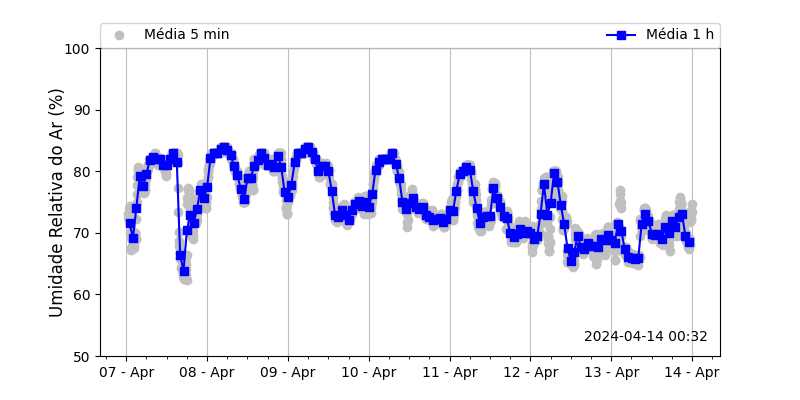 Média 5 min
Média 1 h
Umidade Relativa do Ar (%)
100
90
80
70
60
50
2024-04-14 00:32
07 - Apr
08 - Apr
09 - Apr
10 - Apr
11 - Apr
12 - Apr
13 - Apr
14 - Apr